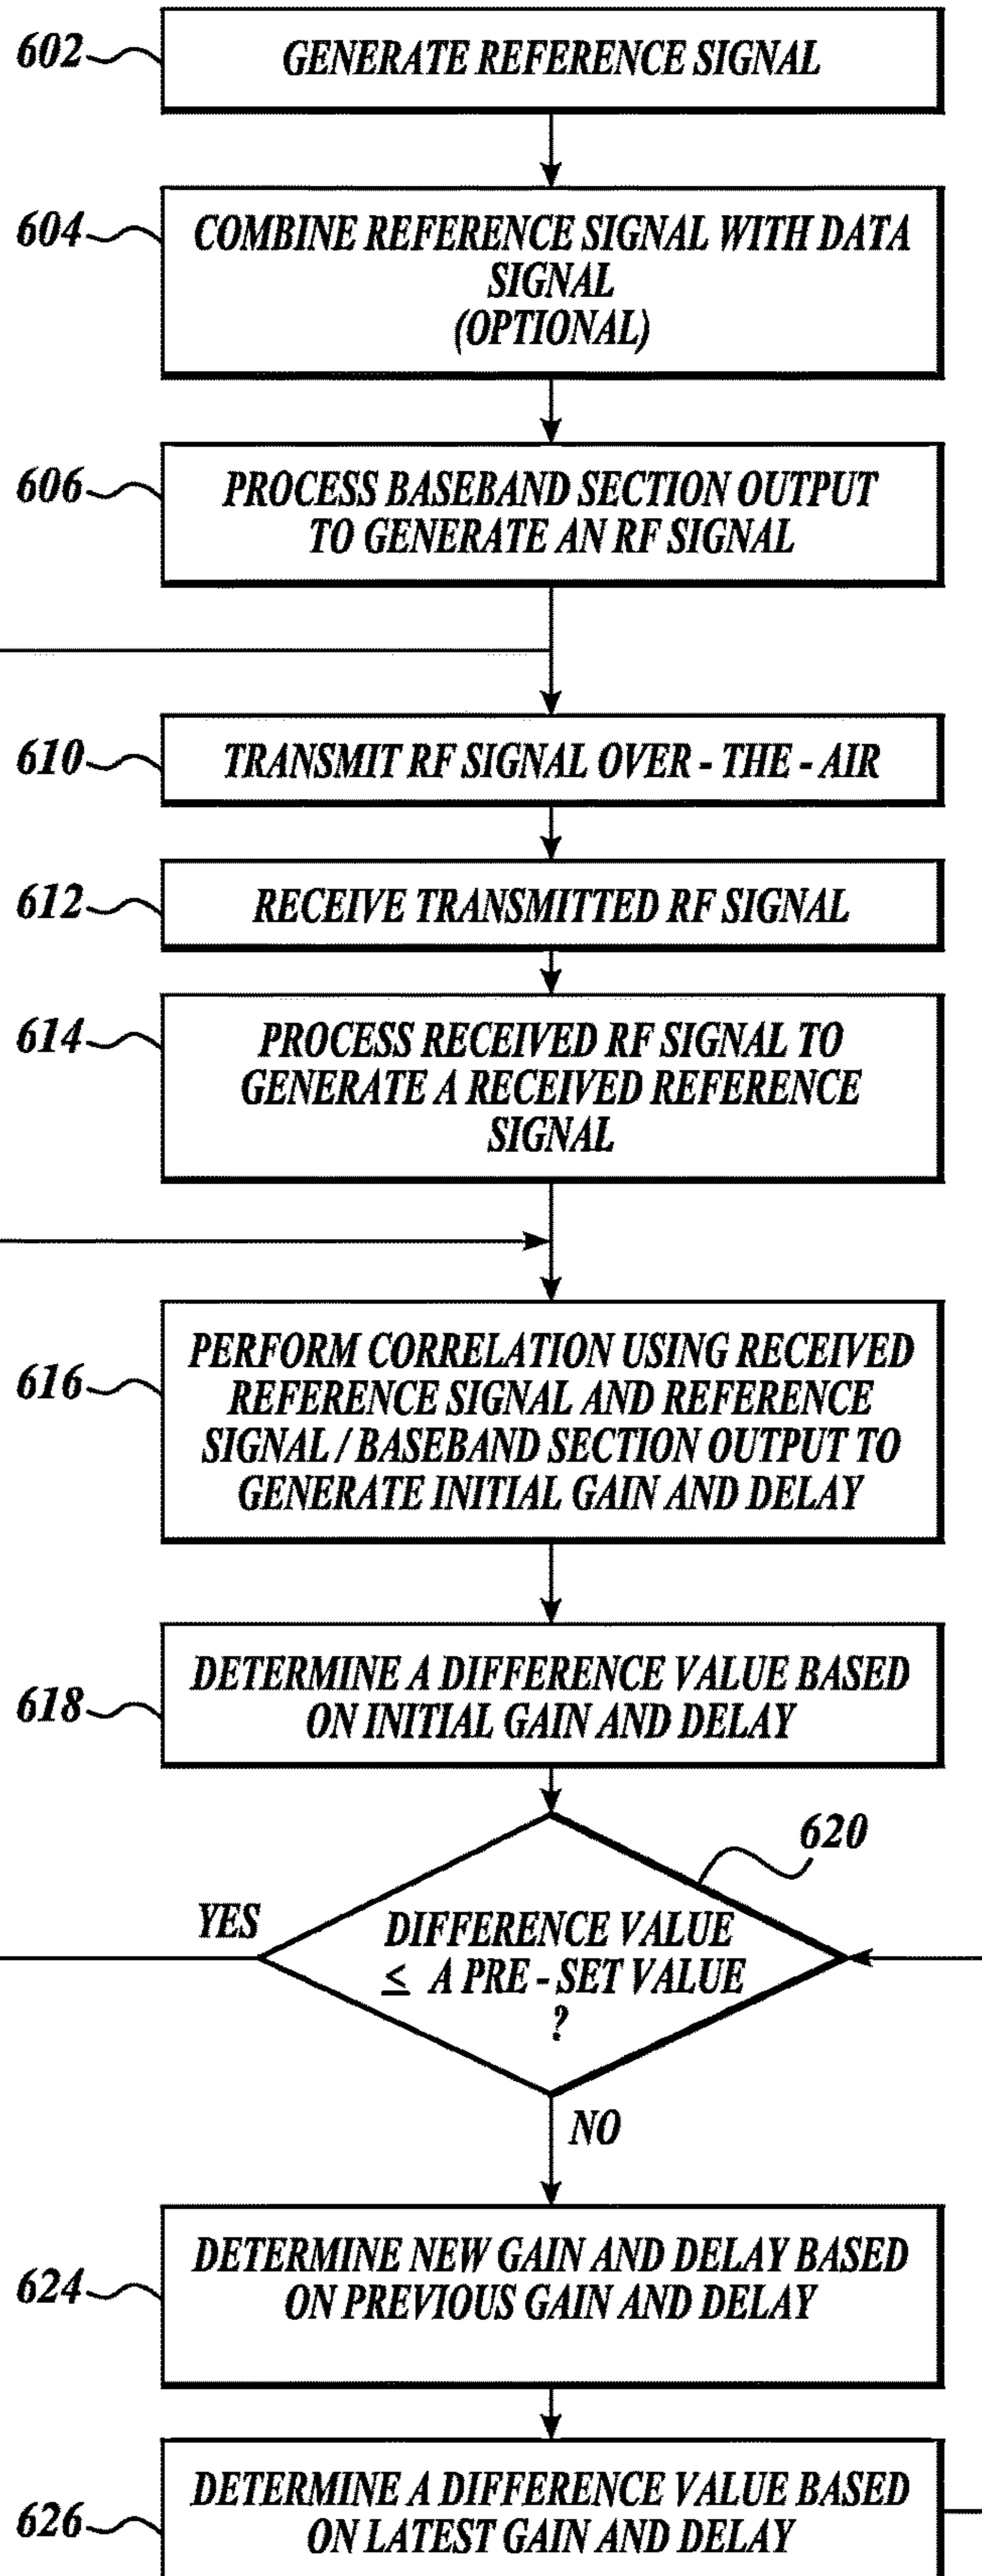 602
GENERATE REFERENCE SIGNAL
604
COMBINE REFERENCE SIGNAL WITH DATA
SIGNAL
(OPTIONAL)
606
PROCESS BASEBAND SECTION OUTPUT
TO GENERATE AN RF SIGNAL
610
TRANSMIT RF SIGNAL OVER - THE - AIR
612
RECEIVE TRANSMITTED RF SIGNAL
614
PROCESS RECEIVED RF SIGNAL TO
GENERATE A RECEIVED REFERENCE
SIGNAL
616
PERFORM CORRELATION USING RECEIVED
REFERENCE SIGNAL AND REFERENCE
SIGNAL / BASEBAND SECTION OUTPUT TO
GENERATE INITIAL GAIN AND DELAY
618
DETERMINE A DIFFERENCE VALUE BASED
ON INITIAL GAIN AND DELAY
620
YES
DIFFERENCE VALUE
≤ A PRE - SET VALUE
?
NO
624
DETERMINE NEW GAIN AND DELAY BASED
ON PREVIOUS GAIN AND DELAY
626
DETERMINE A DIFFERENCE VALUE BASED
ON LATEST GAIN AND DELAY